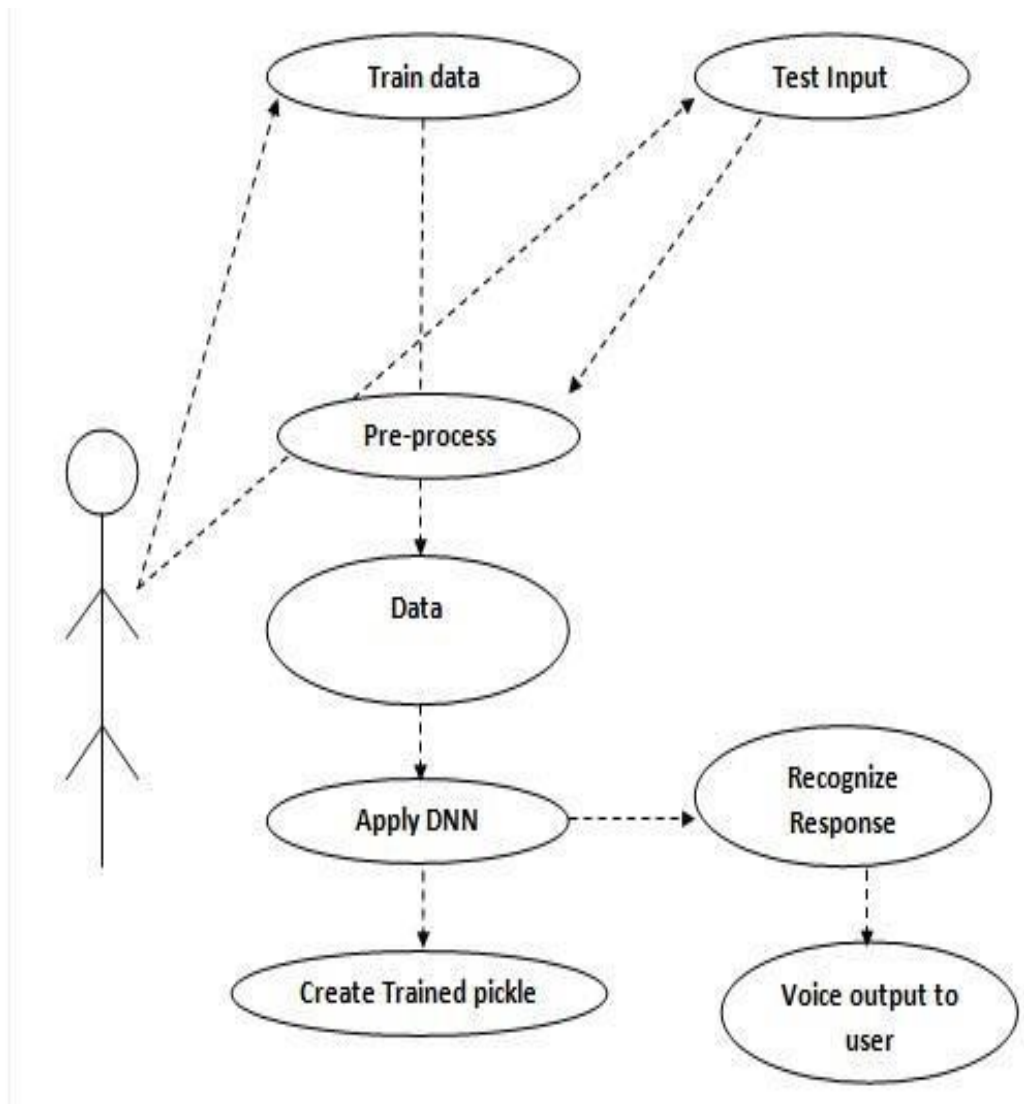 Train data
Test Input
Pre-process
Data
Apply DNN
Recognize
Response
Create Trained pickle
Voice output to
user